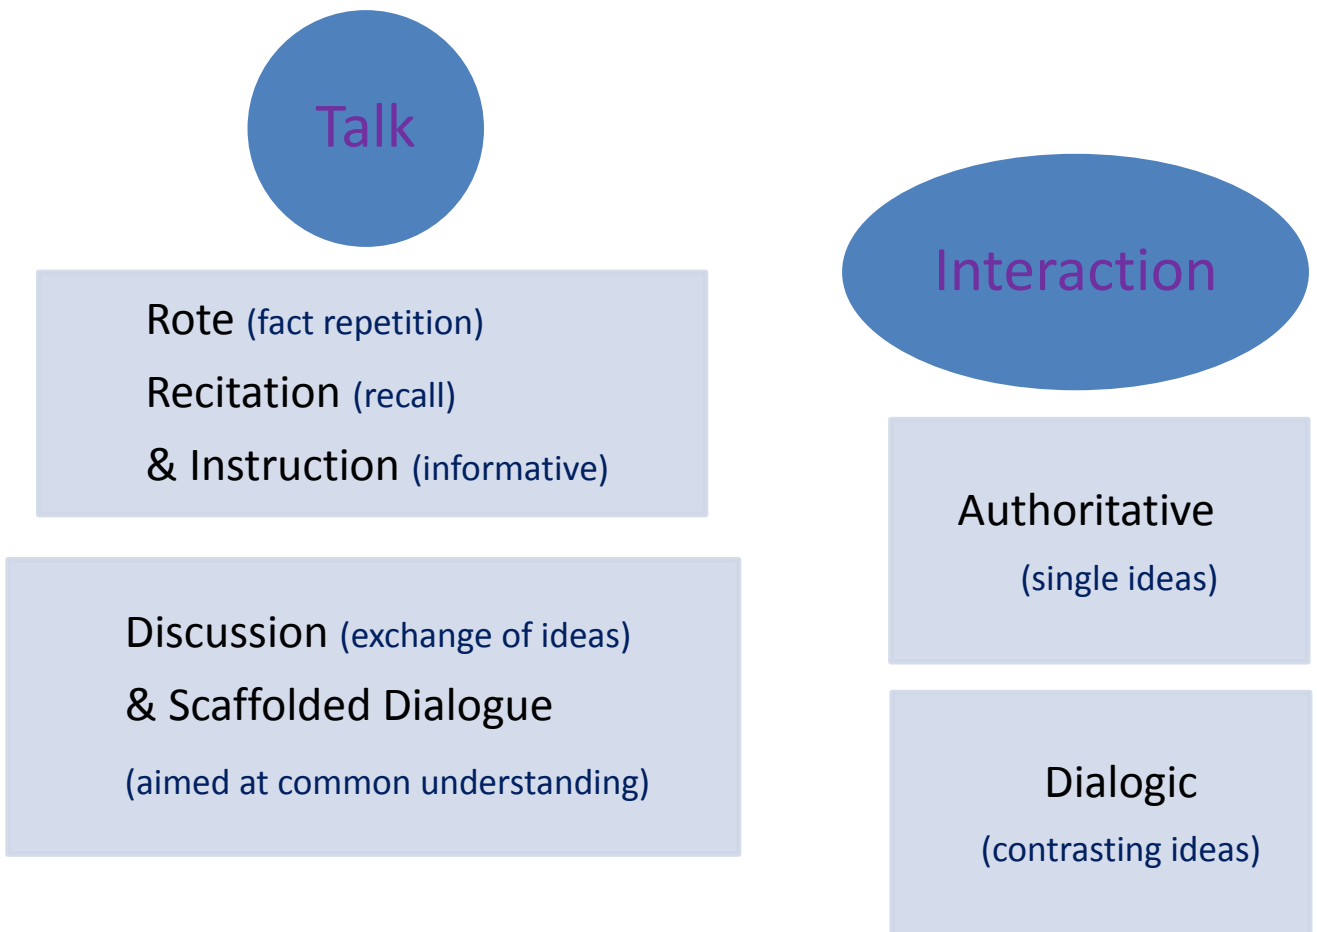 Talk
Rote (fact repetition)
Recitation (recall)
& Instruction (informative)
Discussion (exchange of ideas)
& Scaffolded Dialogue
(aimed at common understanding)
Interaction
Authoritative
(single ideas)
Dialogic
(contrasting ideas)